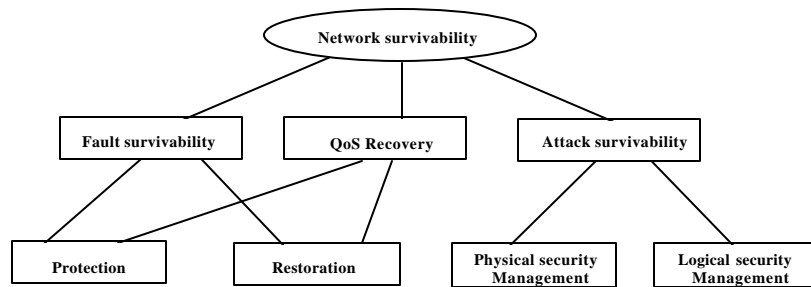 Network survivability
Fault survivability
QoS Recovery
Attack survivability
Protection
Restoration
Physical security
Management
Logical security
Management